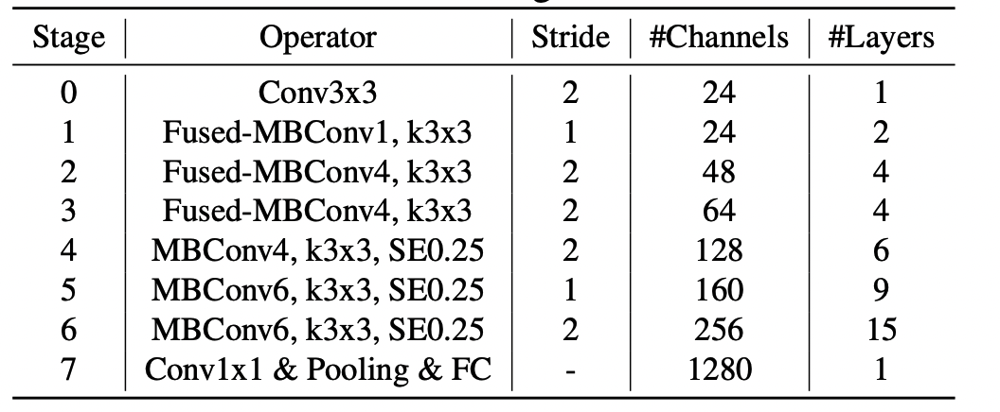 Stage Operator Stride #Channels #Layers
0 Conv3x3 2 24 1
1 Fused-MBConv1, k3x3 1 24 2
2 Fused-MBConv4, k3x3 2 48 4
3 Fused-MBConv4, k3x3 2 64 4
4 MBConv4, k3x3, SE0.25 2 128 6
5 MBConv6, k3x3, SE0.25 1 160 9
6 MBConv6, k3x3, SE0.25 2 256 15
7 Conv1x1 & Pooling & FC - 1280 1